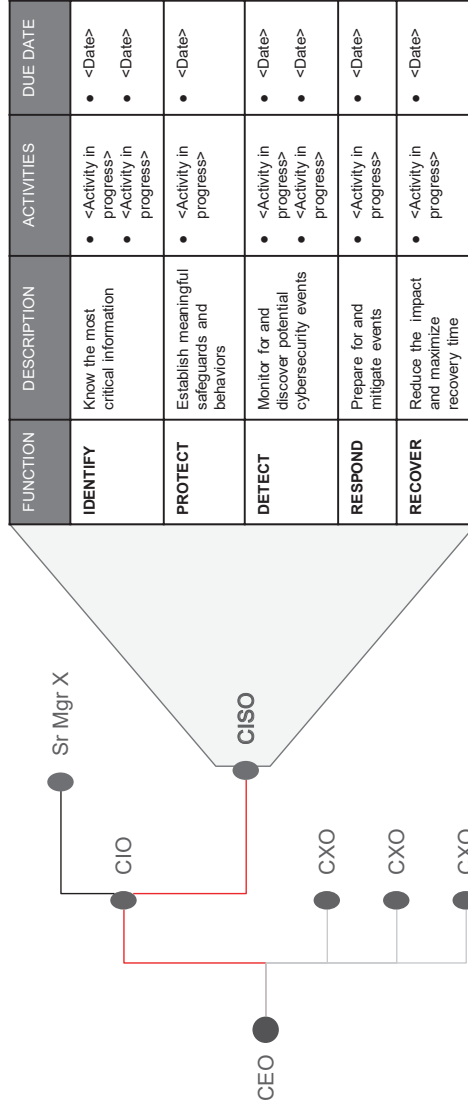 CEO
CIO
CXO
CXO
CXO
Sr Mgr X
CISO
FUNCTION
DESCRIPTION
ACTIVITIES
DUE DATE
IDENTIFY
Know the most
critical information
• <Activity in
progress>
• <Activity in
progress>
• <Date>
• <Date>
PROTECT
Establish meaningful
safeguards and
behaviors
• <Activity in
progress>
• <Date>
DETECT
Monitor for and
discover potential
cybersecurity events
• <Activity in
progress>
• <Activity in
progress>
• <Date>
• <Date>
RESPOND
Prepare for and
mitigate events
• <Activity in
progress>
• <Date>
RECOVER
Reduce the impact
and maximize
recovery time
• <Activity in
progress>
• <Date>